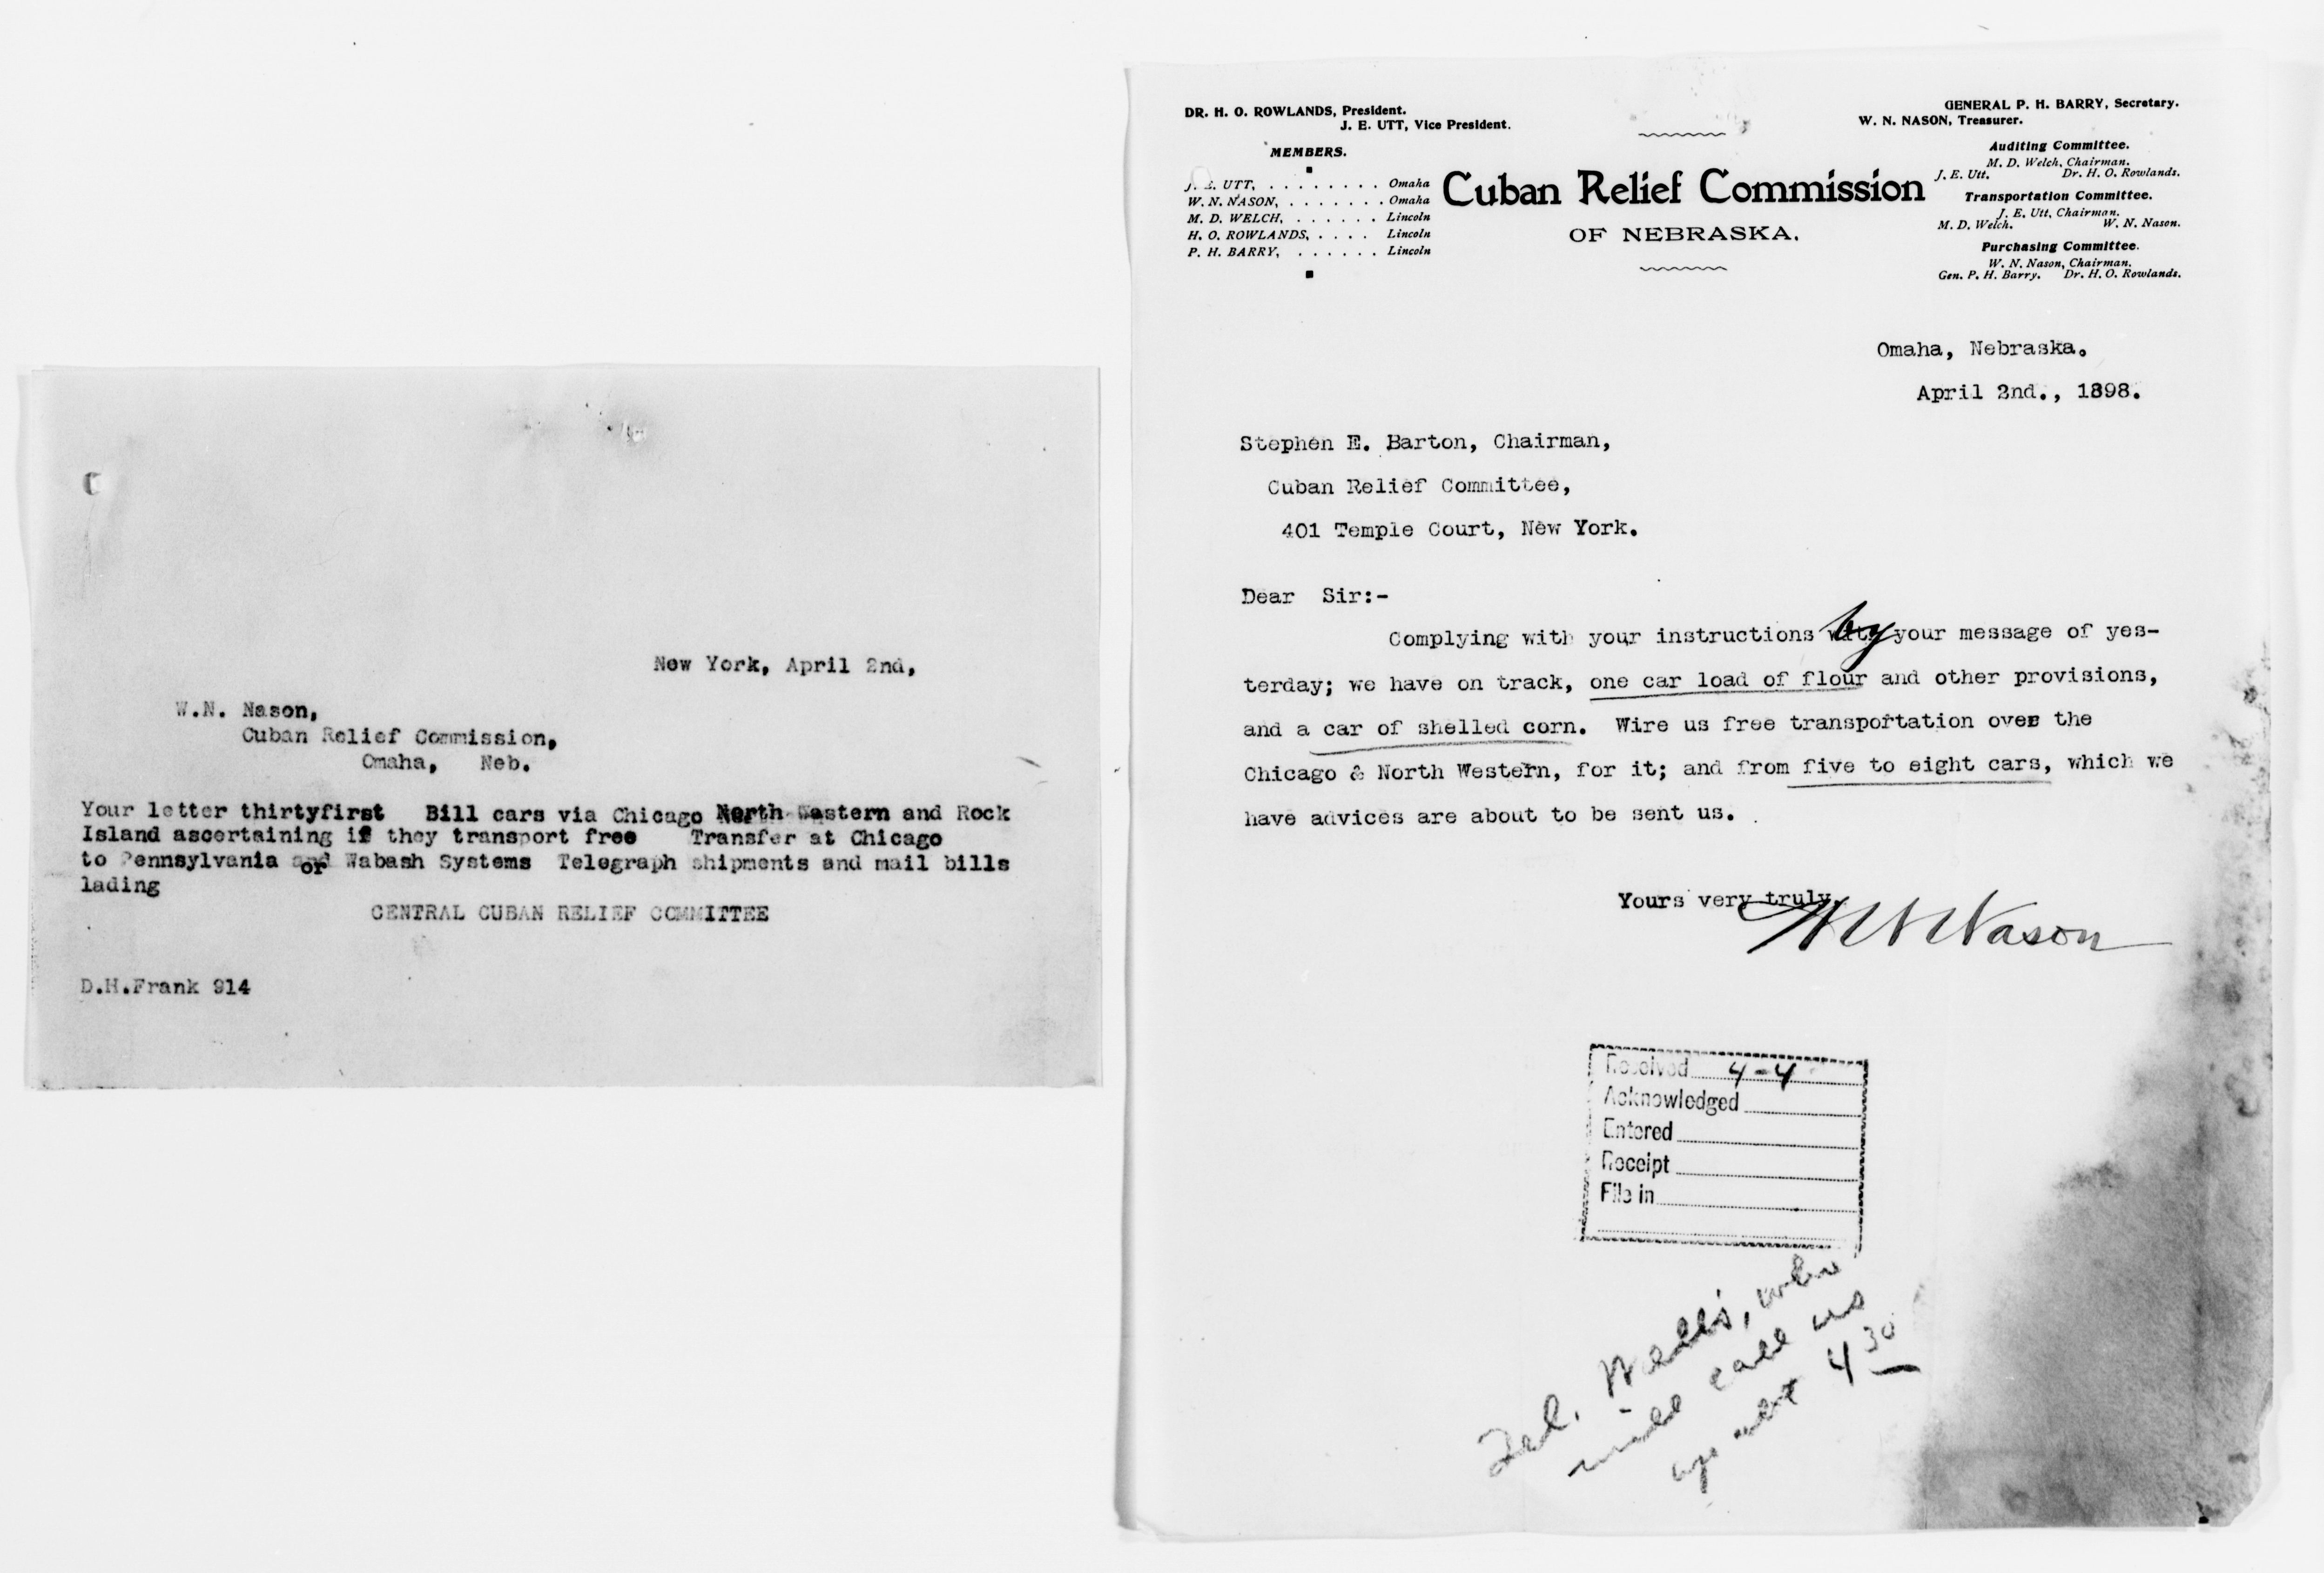 New York, April 2nd,
W.N. Nason,
Cuban Relief Commission,
Omaha, Neb.
Your letter thirtyfirst Bill cars via Chicago North Wastern and Rock
Island ascertaining if they transport free Transfer at Chicago
to Pennsylvania or Wabash Systems Telegraph shipments and mail bills
lading
CENTRAL CUBAN RELIEF COMMITTEE
D.H.Frank 914
DR. H. O. ROWLANDS, President.
J. E. UTT, Vice President.
GENERAL P. H. BARRY, Secretary.
W. N. NASON, Treasurer.
MEMBERS.
J. E. UTT, . . . . . . . . . Omaha
W. N. NASON, . . . . . . . . Omaha
M. D. WELCH, . . . . . . Lincoln
H. O. ROWLANDS, . . . . Lincoln
P. H. BARRY, . . . . . . Lincoln
Cuban Relief Commission
OF NEBRASKA.
Auditing Committee.
M. D. Welch, Chairman.
J. E. Utt. Dr. H. O. Rowlands.
Transportation Committee.
J. E. Utt, Chairman.
M. D. Welch. W. N. Nason.
Purchasing Committee.
W. N. Nason, Chairman.
Gen. P. H. Barry. Dr. H. O. Rowlands.
Omaha, Nebraska.
April 2nd., 1898.
Stephen E. Barton, Chairman,
Cuban Relief Committee,
401 Temple Court, New York.
Dear Sir:-
Complying with your instructions by your message of yes-
terday; we have on track, one car load of flour and other provisions,
and a car of shelled corn. Wire us free transportation over the
Chicago & North Western, for it; and from five to eight cars, which we
have advices are about to be sent us.
Yours very truly,
W N Nason
Received 4-4
Acknowledged
Entered
Receipt
File in
Tel.
will call us
up at 4 30